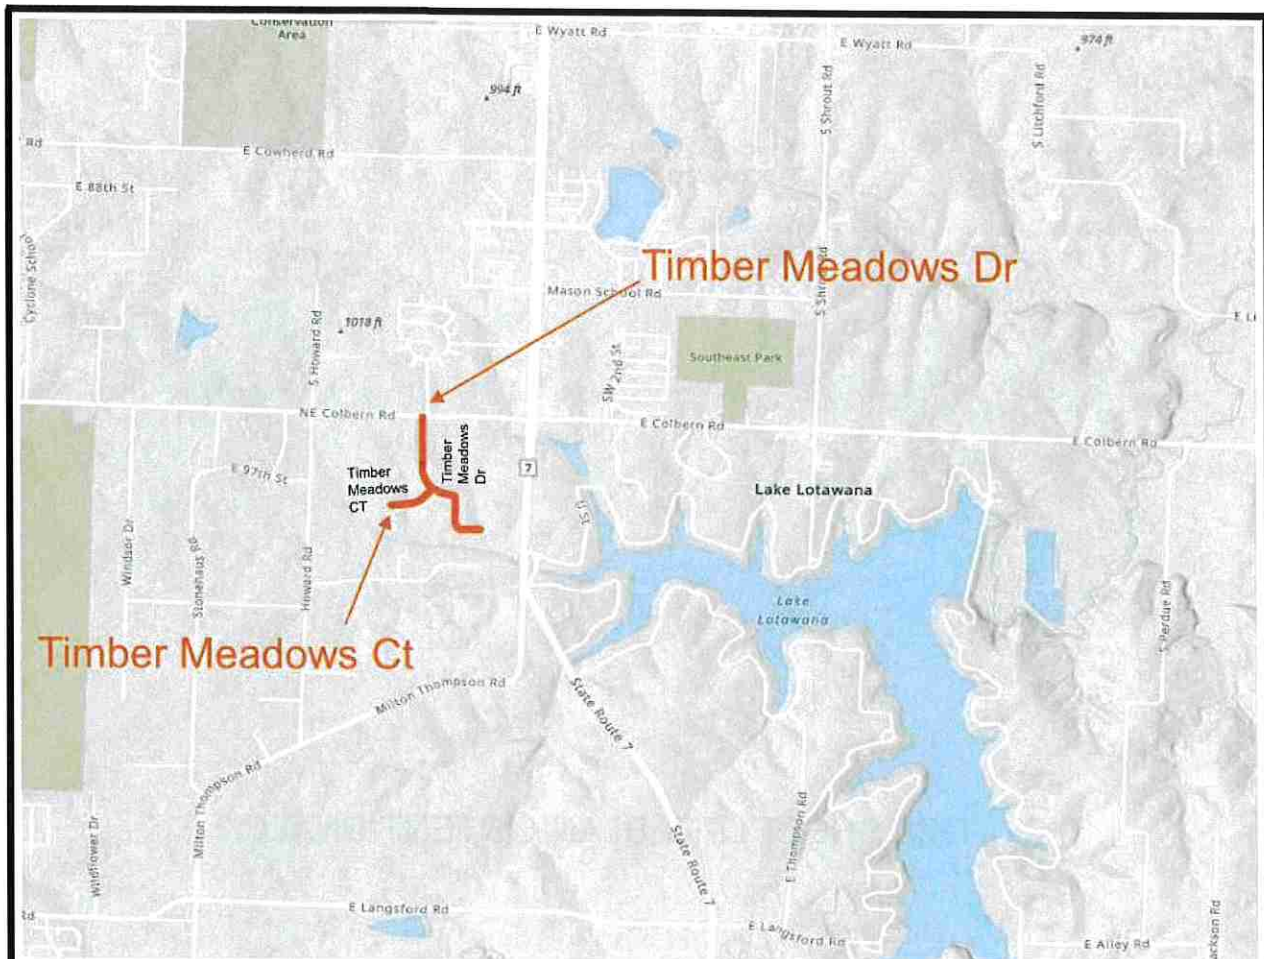 Conservation
Area
E Wyatt Rd
E Wyatt Rd
974 ft
994 ft
S Shrout Rd
S Litchford Rd
Rd
E Cowherd Rd
E 88th St
Cyclone School
Timber Meadows Dr
Mason School Rd
S Shrout Rd
E Li
1018 ft
S Howard Rd
SW 2nd St
Southeast Park
NE Colbern Rd
E Colbern Rd
E Colbern Rd
E 97th St
Timber
Meadows
CT
Timber
Meadows
Dr
7
Lake Lotawana
U St
Windsor Dr
Stonehaus Rd
Howard Rd
Lake
Lotawana
S Perdue Rd
Timber Meadows Ct
Milton Thompson Rd
State Route 7
Milton Thompson Rd
Wildflower Dr
E Thompson Rd
State Route 7
Rd
E Langsford Rd
E Langsford Rd
E Alley Rd
ackson Rd